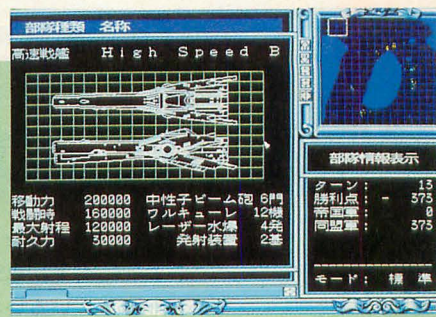 部隊種類 名称
高速戦艦 High Speed B
移動力 200000 中性子ビーム砲 6門
戦闘時 160000 ワルキューレ 12機
最大射程 120000 レーザー水爆 4発
耐久力 30000 発射装置 2基
部隊情報表示
ターン： 13
勝利点： - 373
帝国軍： 0
同盟軍： 373
モード： 標 準